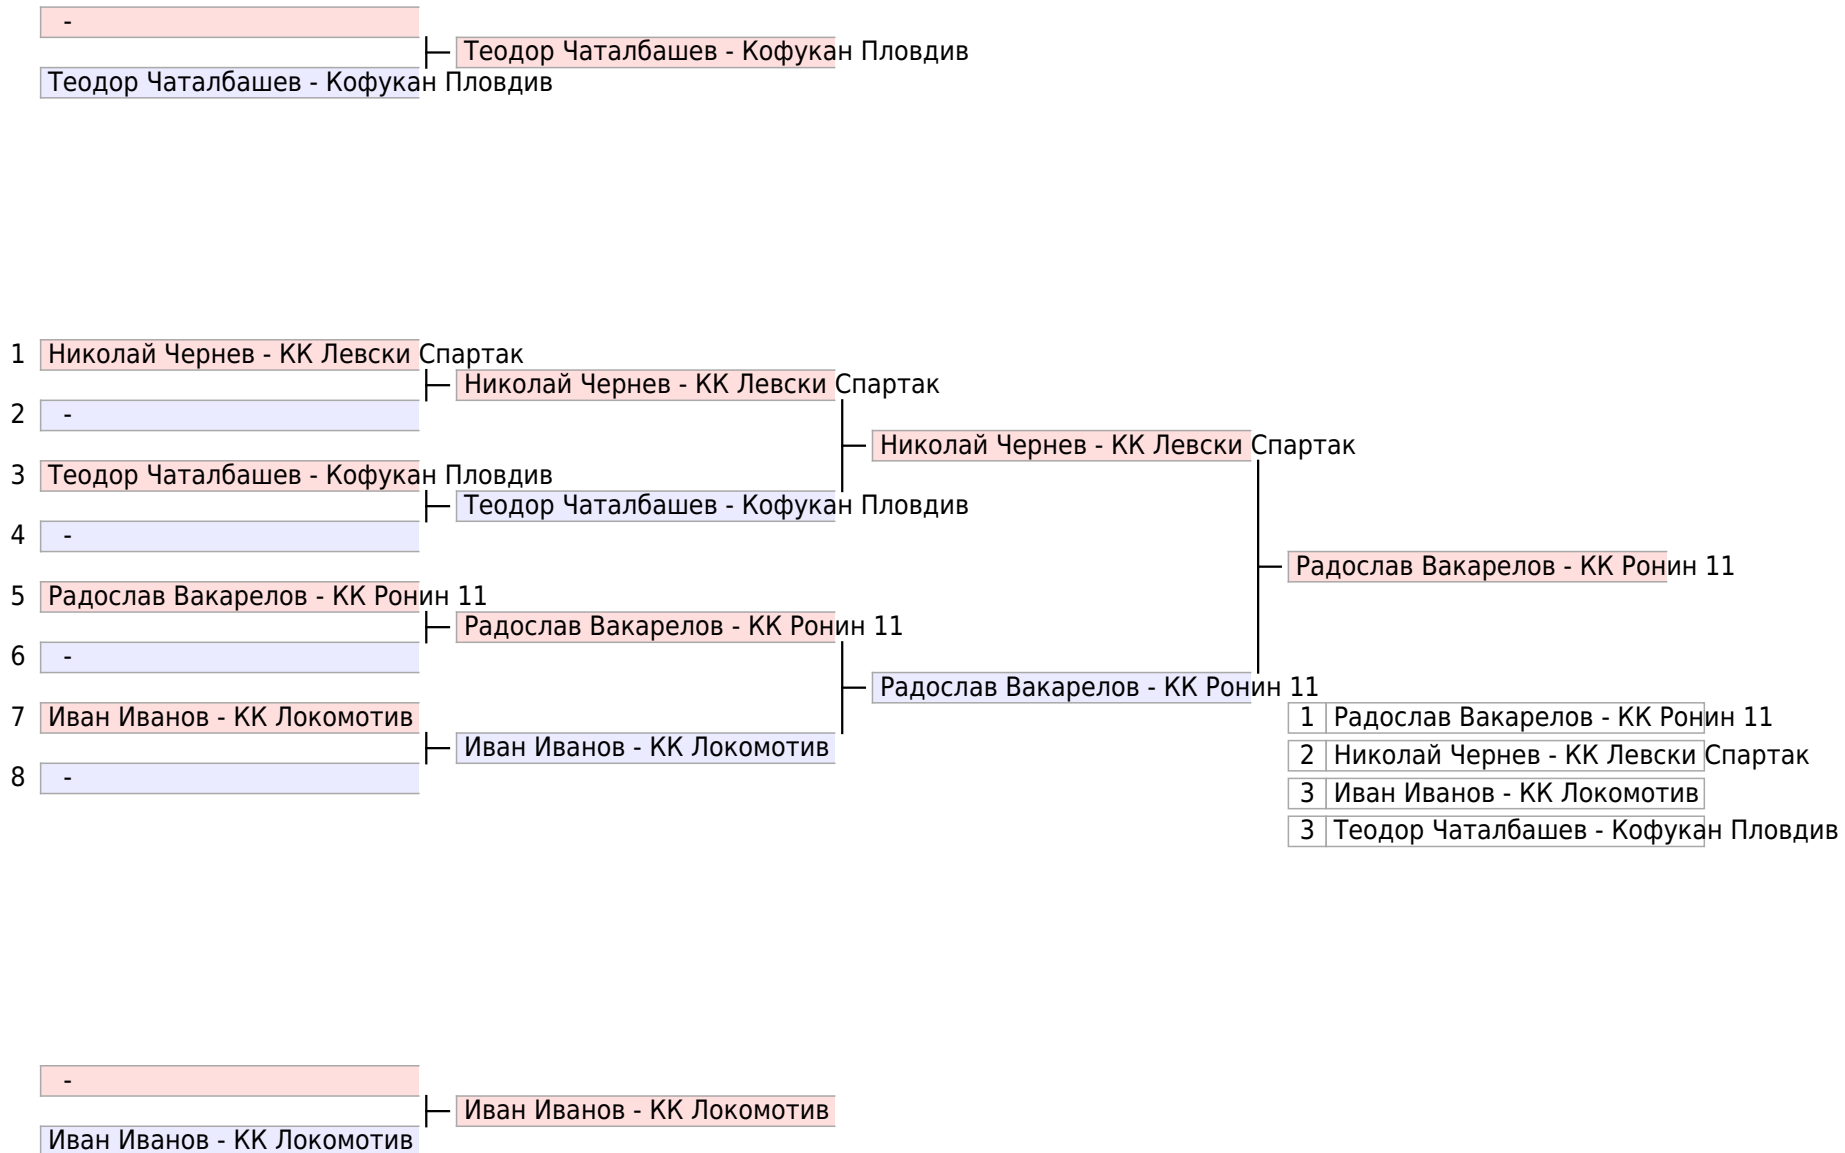 -
Теодор Чаталбашев - Кофукан Пловдив
Теодор Чаталбашев - Кофукан Пловдив
1 Николай Чернев - КК Левски Спартак
Николай Чернев - КК Левски Спартак
2 -
Николай Чернев - КК Левски Спартак
3 Теодор Чаталбашев - Кофукан Пловдив
Теодор Чаталбашев - Кофукан Пловдив
4 -
Радослав Вакарелов - КК Ронин 11
5 Радослав Вакарелов - КК Ронин 11
Радослав Вакарелов - КК Ронин 11
6 -
Радослав Вакарелов - КК Ронин 11
7 Иван Иванов - КК Локомотив
Иван Иванов - КК Локомотив
8 -
1 Радослав Вакарелов - КК Ронин 11
2 Николай Чернев - КК Левски Спартак
3 Иван Иванов - КК Локомотив
3 Теодор Чаталбашев - Кофукан Пловдив
-
Иван Иванов - КК Локомотив
Иван Иванов - КК Локомотив